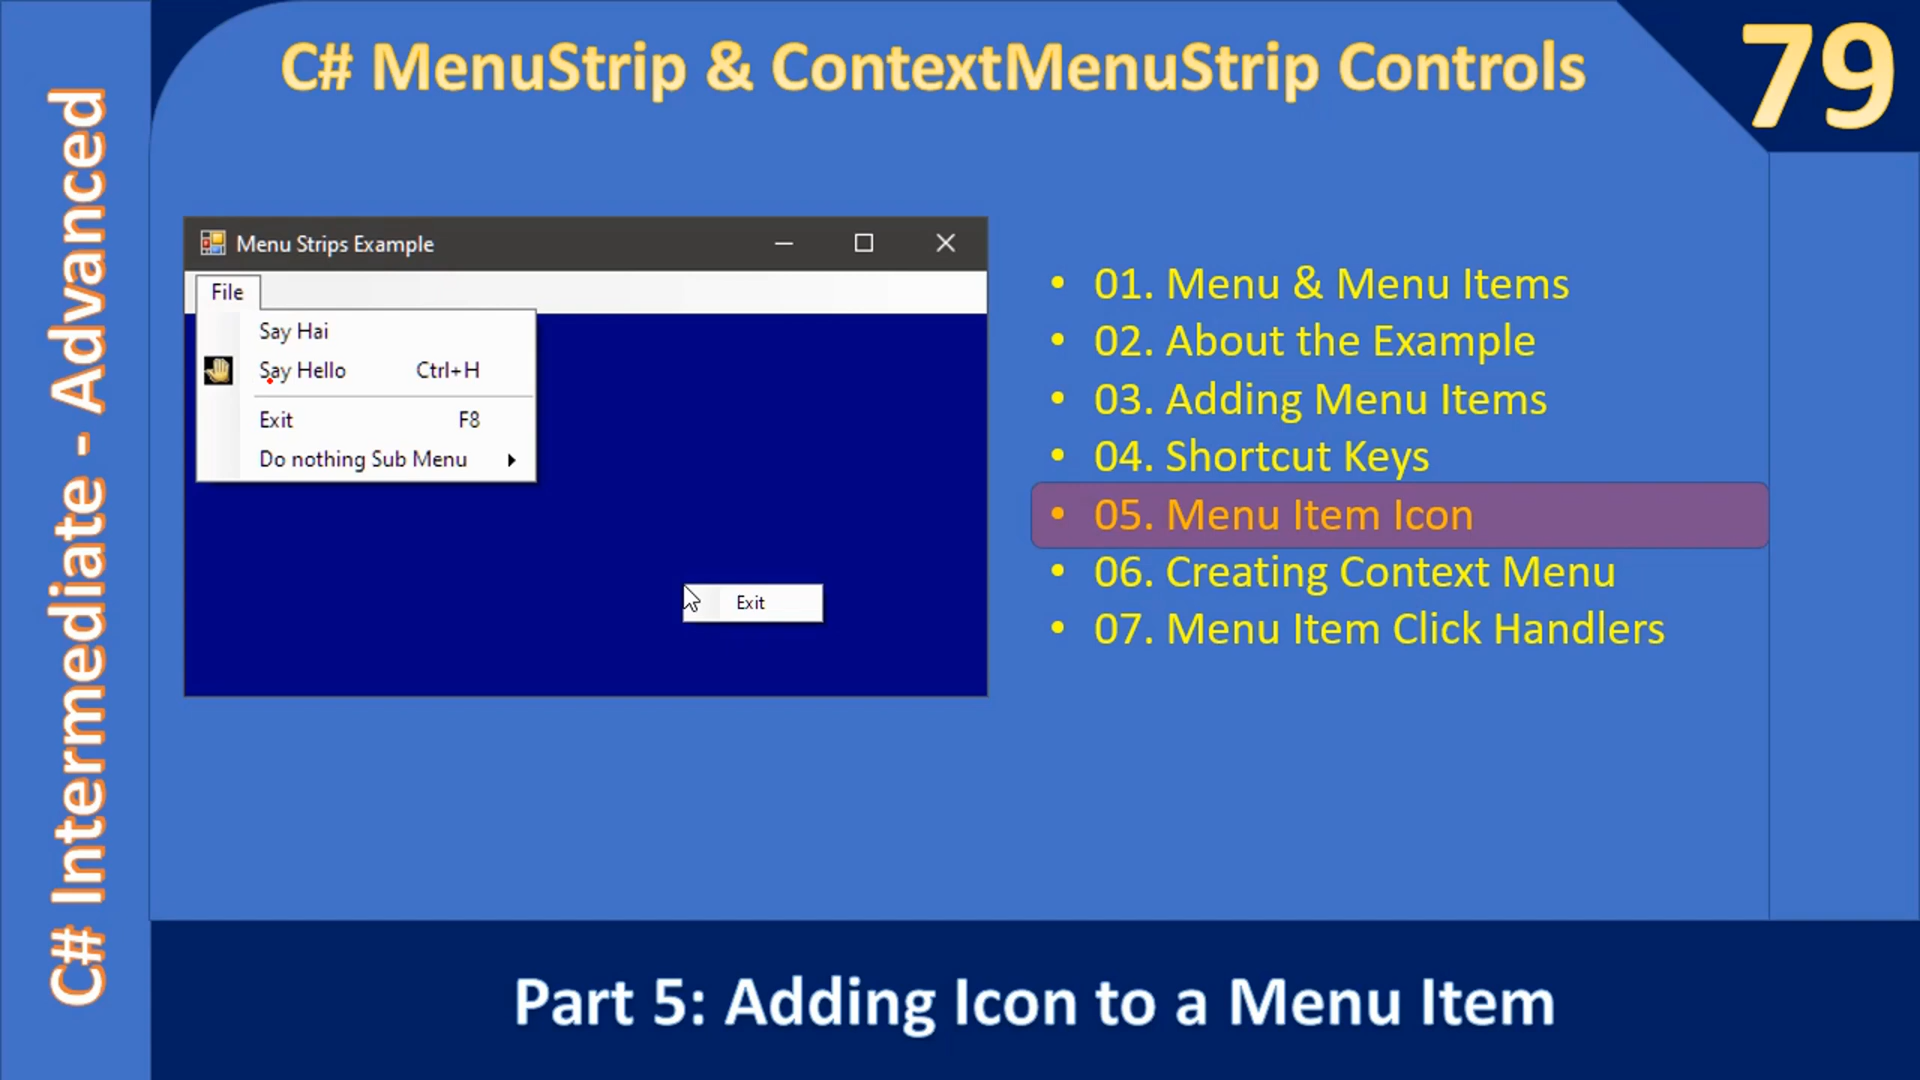 C# MenuStrip & ContextMenuStrip Controls
79
C# Intermediate - Advanced
Menu Strips Example
File
Say Hai
Say Hello Ctrl+H
Exit F8
Do nothing Sub Menu
Exit
• 01. Menu & Menu Items
• 02. About the Example
• 03. Adding Menu Items
• 04. Shortcut Keys
• 05. Menu Item Icon
• 06. Creating Context Menu
• 07. Menu Item Click Handlers
Part 5: Adding Icon to a Menu Item